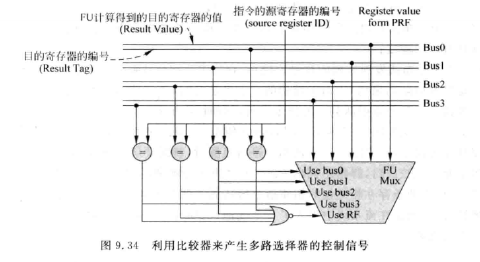 FU计算得到的目的寄存器的值
(Result Value)
指令的源寄存器的编号
(source register ID)
Register value
form PRF
目的寄存器的编号
(Result Tag)
Bus0
Bus1
Bus2
Bus3
= = = =
Use bus0
Use bus1
Use bus2
Use bus3
Use RF
FU
Mux
图 9.34 利用比较器来产生多路选择器的控制信号